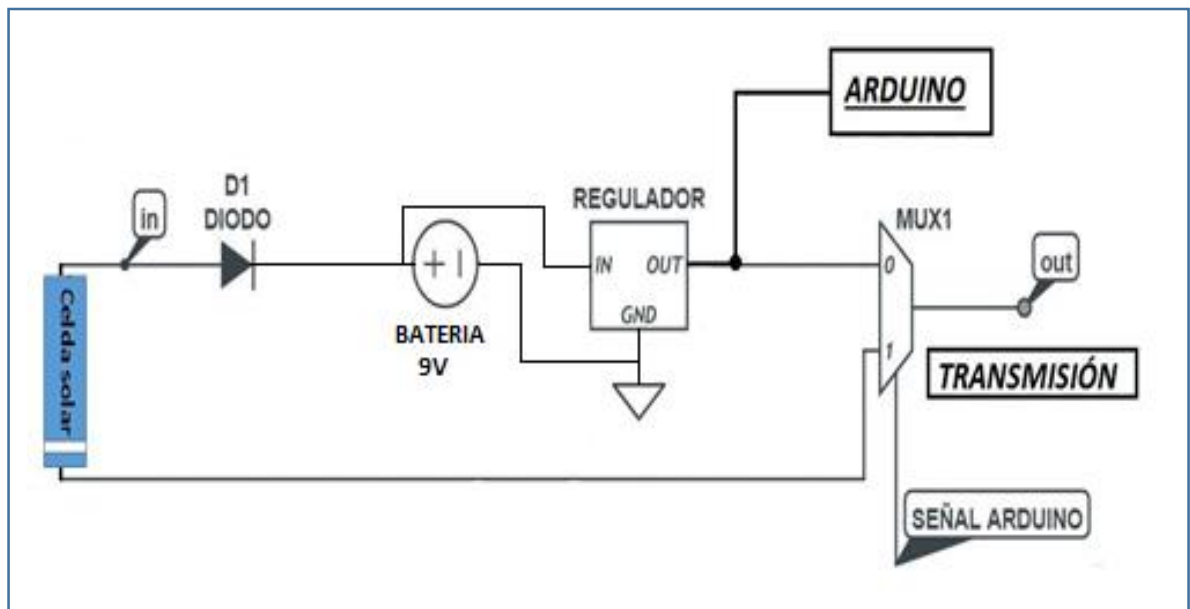 ARDUINO
D1
DIODO
in
REGULADOR
MUX1
IN
OUT
GND
0
out
+ –
BATERIA
9V
1
TRANSMISIÓN
Celda solar
SEÑAL ARDUINO